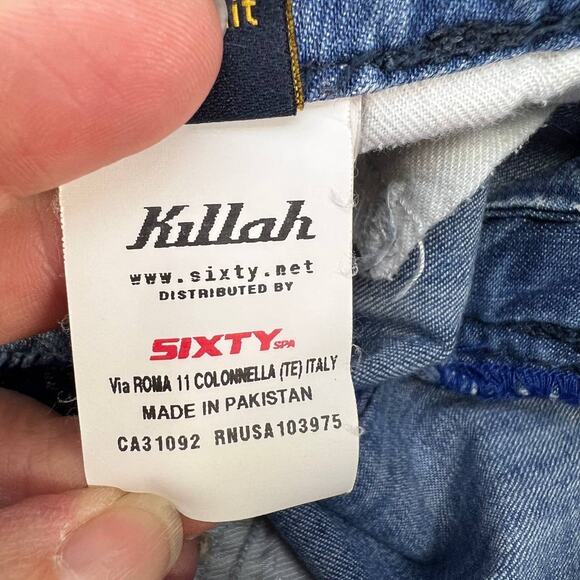 it
Killah
www.sixty.net
DISTRIBUTED BY
SIXTY SPA
Via ROMA 11 COLONNELLA (TE) ITALY
MADE IN PAKISTAN
CA31092 RNUSA103975